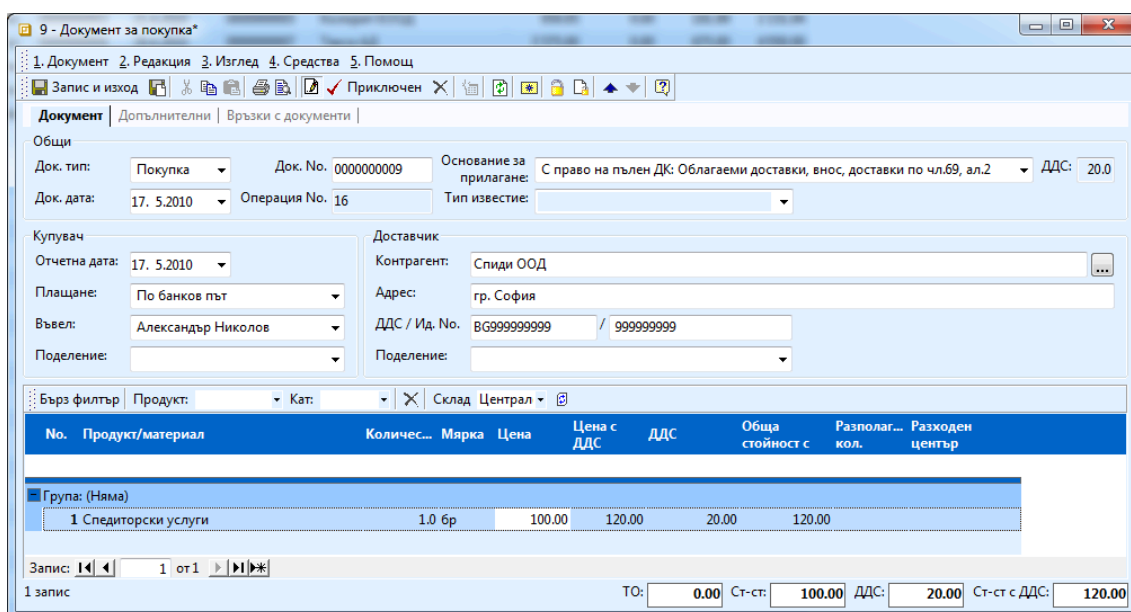 9 - Документ за покупка*
1. Документ 2. Редакция 3. Изглед 4. Средства 5. Помощ
Запис и изход Приключен
Документ Допълнителни Връзки с документи
Общи
Док. тип: Покупка Док. No. 0000000009 Основание за прилагане: С право на пълен ДК: Облагаеми доставки, внос, доставки по чл.69, ал.2 ДДС: 20.0
Док. дата: 17. 5.2010 Операция No. 16 Тип известие:
Купувач Доставчик
Отчетна дата: 17. 5.2010 Контрагент: Спиди ООД ...
Плащане: По банков път Адрес: гр. София
Въвел: Александър Николов ДДС / Ид. No. BG999999999 / 999999999
Поделение: Поделение:
Бърз филтър Продукт: Кат: Склад Централ
No. Продукт/материал Количес... Мярка Цена Цена с ДДС ДДС Обща стойност с Разполаг... кол. Разходен център
Група: (Няма)
1 Спедиторски услуги 1.0 бр 100.00 120.00 20.00 120.00
Запис: 1 от 1
1 запис ТО: 0.00 Ст-ст: 100.00 ДДС: 20.00 Ст-ст с ДДС: 120.00